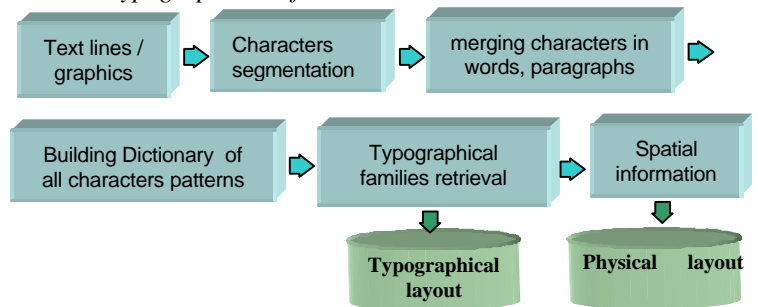 Text lines /
graphics
Characters
segmentation
merging characters in
words, paragraphs
Building Dictionary of
all characters patterns
Typographical
families retrieval
Spatial
information
Typographical
layout
Physical layout